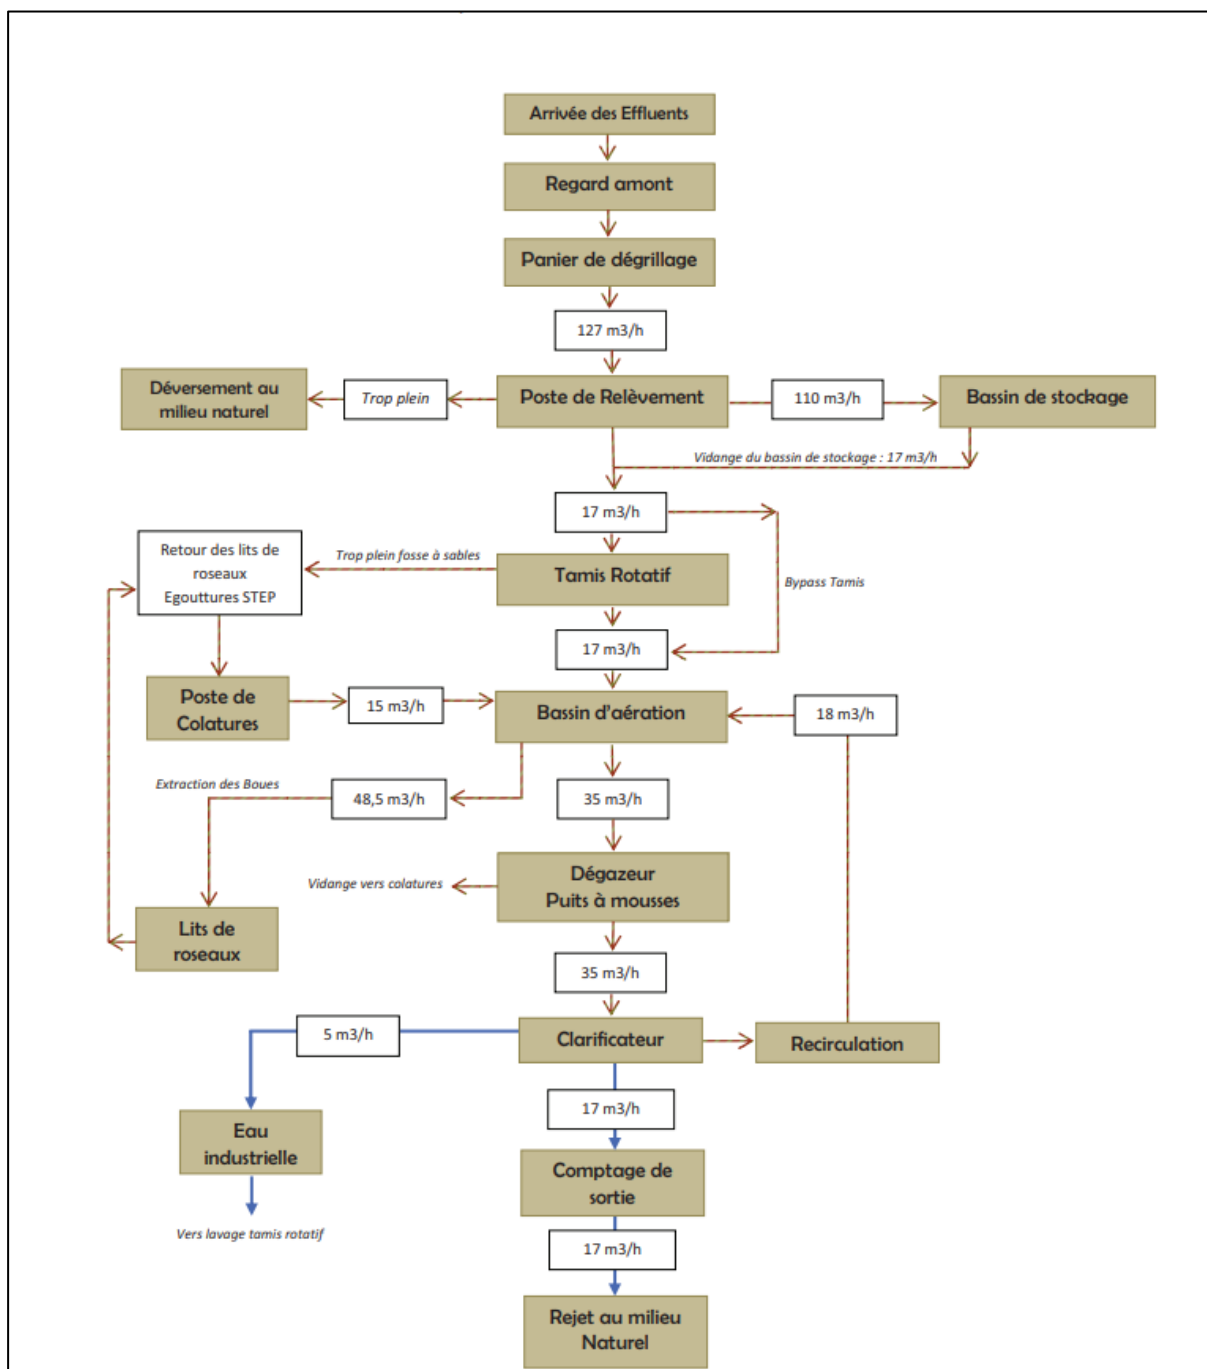 Arrivée des Effluents
Regard amont
Panier de dégrillage
127 m3/h
Déversement au
milieu naturel
Trop plein
Poste de Relèvement
110 m3/h
Bassin de stockage
Vidange du bassin de stockage : 17 m3/h
17 m3/h
Retour des lits de
roseaux
Egouttures STEP
Trop plein fosse à sables
Tamis Rotatif
Bypass Tamis
17 m3/h
Poste de
Colatures
15 m3/h
Bassin d'aération
18 m3/h
Extraction des Boues
48,5 m3/h
35 m3/h
Vidange vers colatures
Dégazeur
Puits à mousses
Lits de
roseaux
35 m3/h
5 m3/h
Clarificateur
Recirculation
17 m3/h
Eau
industrielle
Comptage de
sortie
Vers lavage tamis rotatif
17 m3/h
Rejet au milieu
Naturel